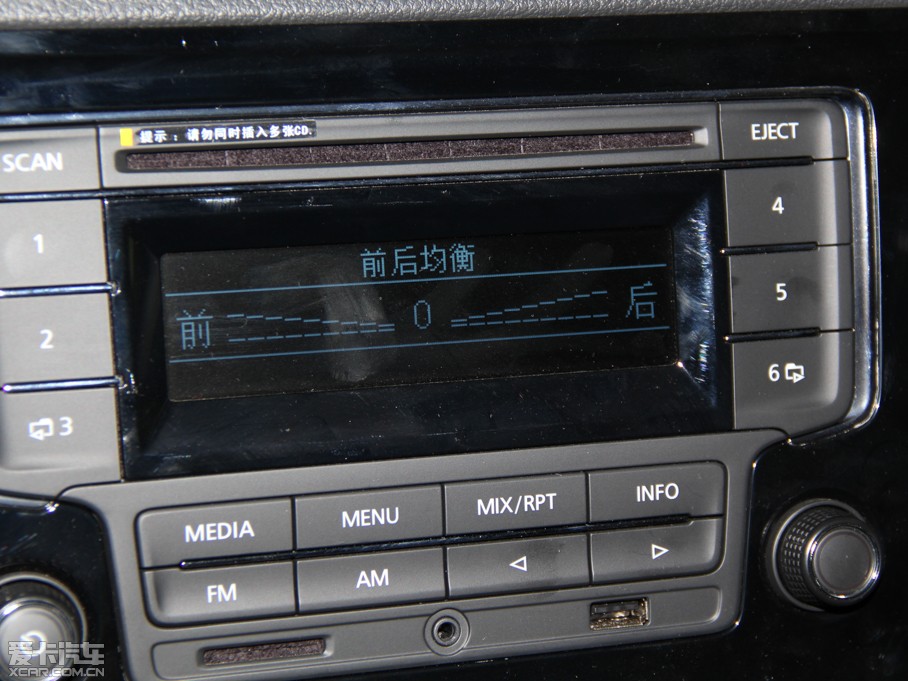 提示：请勿同时插入多张CD.
SCAN
EJECT
1
4
前后均衡
前 0 后
2
5
3
6
MEDIA
MENU
MIX/RPT
INFO
FM
AM
爱卡汽车
XCAR.COM.CN